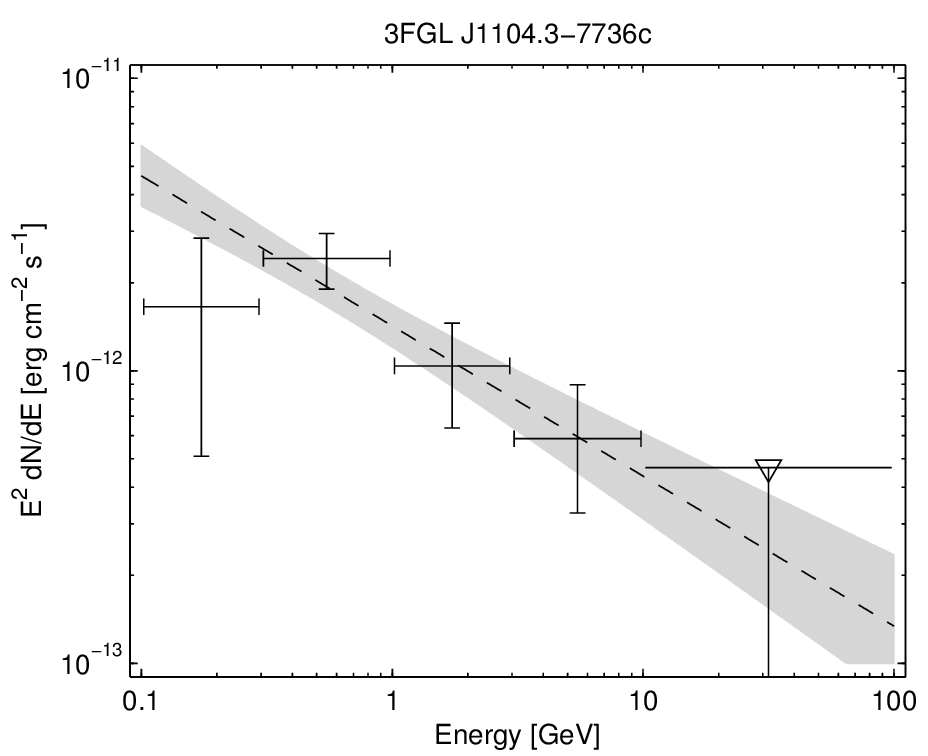 3FGL J1104.3−7736c
10⁻¹¹
10⁻¹²
10⁻¹³
E² dN/dE [erg cm⁻² s⁻¹]
0.1 1 10 100
Energy [GeV]